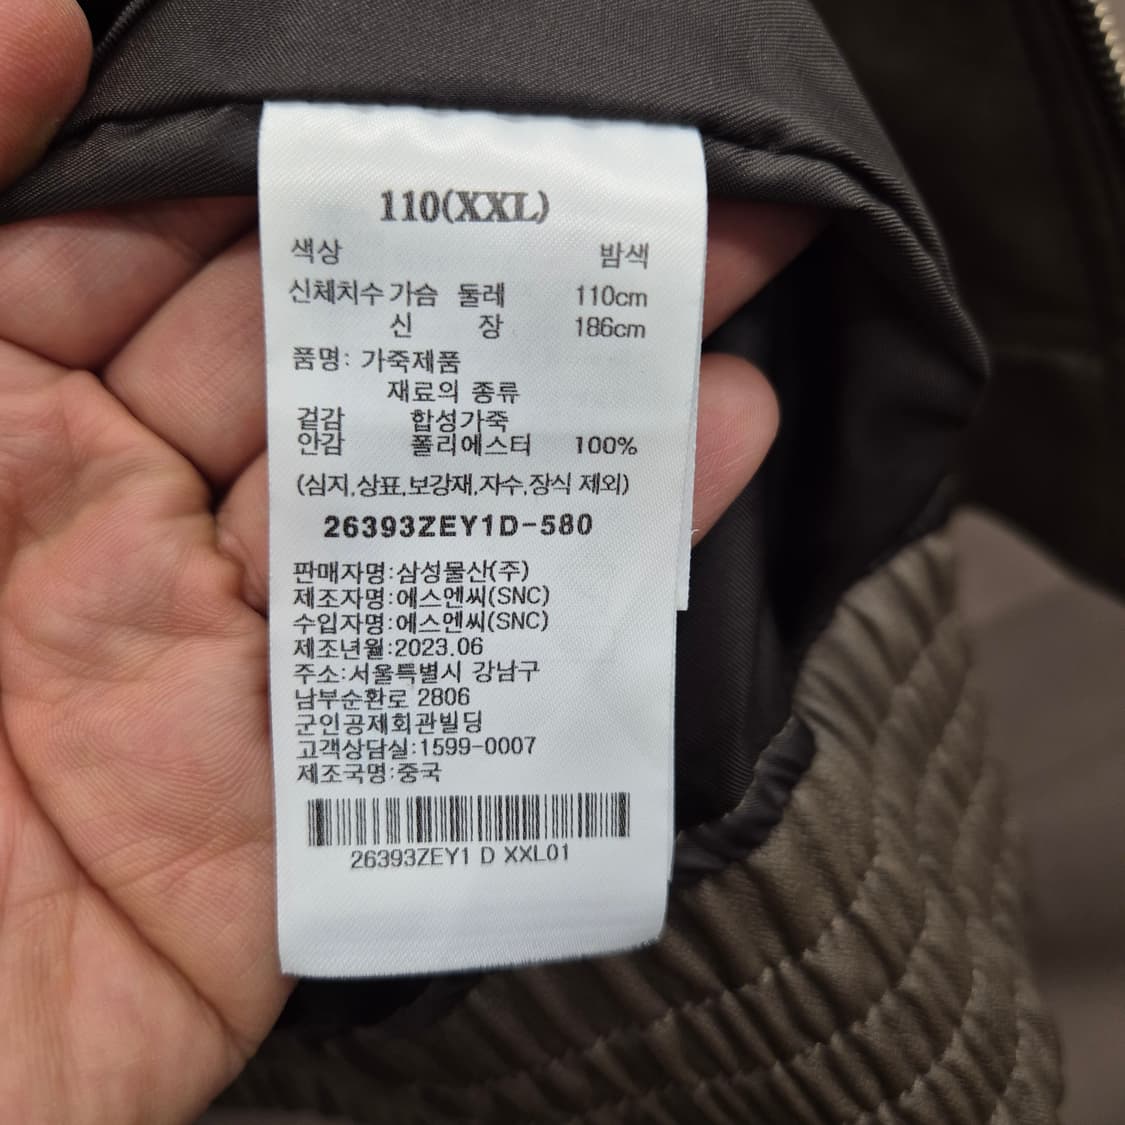 110(XXL)
색상 밤색
신체치수 가슴 둘레 110cm
신 장 186cm
품명: 가죽제품
재료의 종류
겉감 합성가죽
안감 폴리에스터 100%
(심지,상표,보강재,자수,장식 제외)
26393ZEY1D-580
판매자명:삼성물산(주)
제조자명:에스엔씨(SNC)
수입자명:에스엔씨(SNC)
제조년월:2023.06
주소:서울특별시 강남구
남부순환로 2806
군인공제회관빌딩
고객상담실:1599-0007
제조국명:중국
26393ZEY1 D XXL01